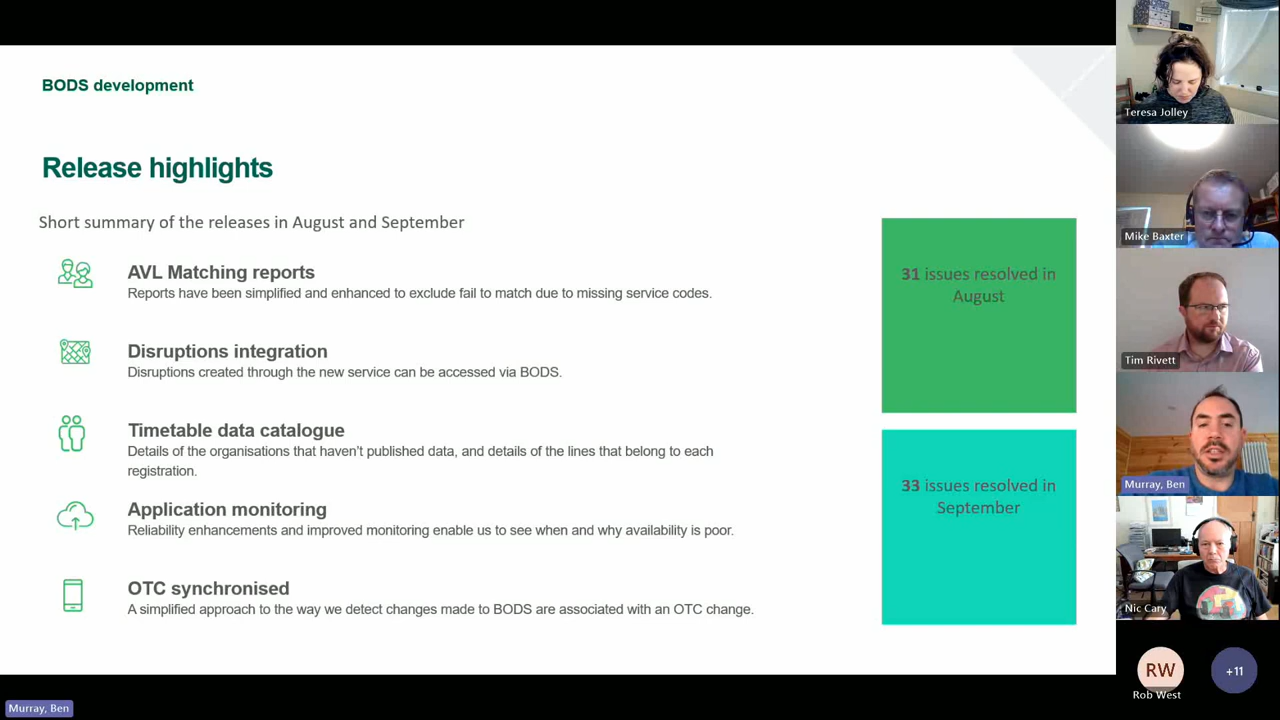 BODS development
Release highlights
Short summary of the releases in August and September
AVL Matching reports
Reports have been simplified and enhanced to exclude fail to match due to missing service codes.
Disruptions integration
Disruptions created through the new service can be accessed via BODS.
Timetable data catalogue
Details of the organisations that haven't published data, and details of the lines that belong to each
registration.
Application monitoring
Reliability enhancements and improved monitoring enable us to see when and why availability is poor.
OTC synchronised
A simplified approach to the way we detect changes made to BODS are associated with an OTC change.
31 issues resolved in
August
33 issues resolved in
September
Teresa Jolley
Mike Baxter
Tim Rivett
Murray, Ben
Nic Cary
RW
Rob West
+11
Murray, Ben